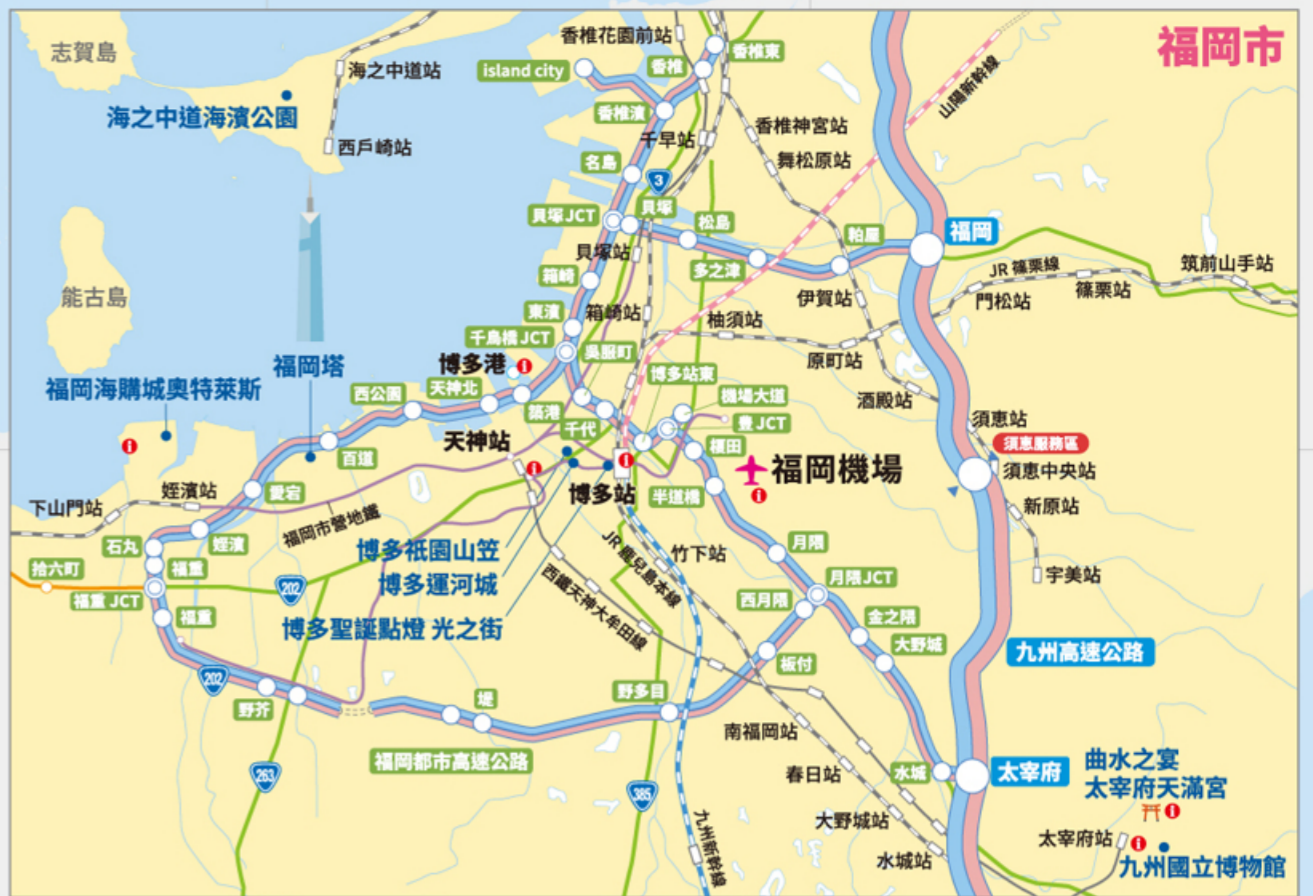 福岡市
志賀島
海之中道站
海之中道海濱公園
西戶崎站
香椎花園前站
香椎
香椎東
island city
香椎濱
千早站
香椎神宮站
舞松原站
山陽新幹線
名島
3
貝塚JCT
貝塚
貝塚站
松島
多之津
粕屋
福岡
JR 篠栗線
筑前山手站
篠栗站
門松站
伊賀站
能古島
箱崎
東濱
箱崎站
柚須站
原町站
千鳥橋JCT
吳服町
博多港
福岡塔
福岡海購城奧特萊斯
西公園
天神北
築港
千代
博多站東
機場大道
豊JCT
榎田
酒殿站
須恵站
須恵服務區
須恵中央站
新原站
宇美站
天神站
百道
愛宕
姪濱站
下山門站
福岡市營地鐵
博多站
半道橋
福岡機場
石丸
姪濱
福重
拾六町
福重 JCT
福重
202
博多祇園山笠
博多運河城
博多聖誕點燈 光之街
JR 鹿兒島本線
竹下站
西鐵天神大牟田線
月隈
月隈JCT
西月隈
金之隈
大野城
板付
九州高速公路
202
野芥
堤
野多目
福岡都市高速公路
263
385
南福岡站
春日站
大野城站
水城站
水城
太宰府
曲水之宴
太宰府天滿宮
太宰府站
九州國立博物館
九州新幹線